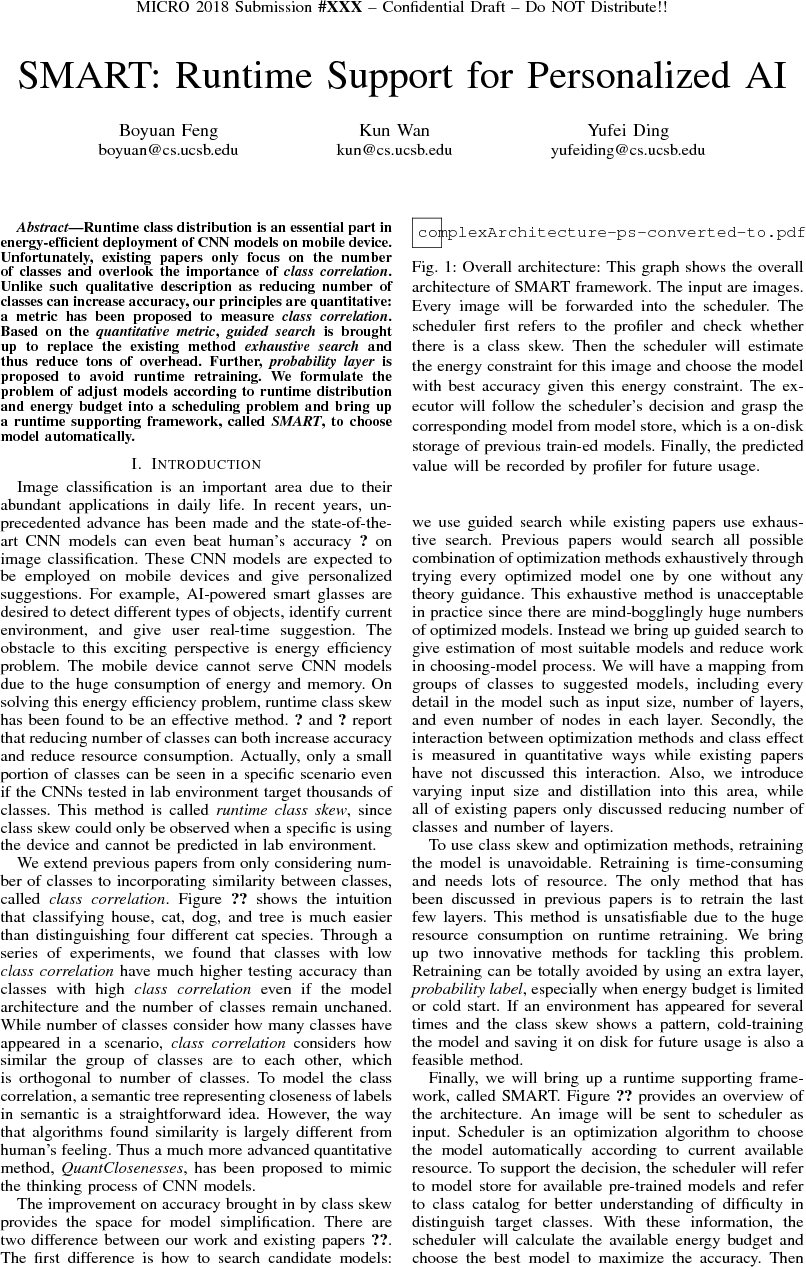 MICRO 2018 Submission #XXX – Confidential Draft – Do NOT Distribute!!
SMART: Runtime Support for Personalized AI
Boyuan Feng
boyuan@cs.ucsb.edu
Kun Wan
kun@cs.ucsb.edu
Yufei Ding
yufeiding@cs.ucsb.edu
Abstract—Runtime class distribution is an essential part in
energy-efficient deployment of CNN models on mobile device.
Unfortunately, existing papers only focus on the number
of classes and overlook the importance of class correlation.
Unlike such qualitative description as reducing number of
classes can increase accuracy, our principles are quantitative:
a metric has been proposed to measure class correlation.
Based on the quantitative metric, guided search is brought
up to replace the existing method exhaustive search and
thus reduce tons of overhead. Further, probability layer is
proposed to avoid runtime retraining. We formulate the
problem of adjust models according to runtime distribution
and energy budget into a scheduling problem and bring up
a runtime supporting framework, called SMART, to choose
model automatically.
I. INTRODUCTION
Image classification is an important area due to their
abundant applications in daily life. In recent years, un-
precedented advance has been made and the state-of-the-
art CNN models can even beat human's accuracy ? on
image classification. These CNN models are expected to
be employed on mobile devices and give personalized
suggestions. For example, AI-powered smart glasses are
desired to detect different types of objects, identify current
environment, and give user real-time suggestion. The
obstacle to this exciting perspective is energy efficiency
problem. The mobile device cannot serve CNN models
due to the huge consumption of energy and memory. On
solving this energy efficiency problem, runtime class skew
has been found to be an effective method. ? and ? report
that reducing number of classes can both increase accuracy
and reduce resource consumption. Actually, only a small
portion of classes can be seen in a specific scenario even
if the CNNs tested in lab environment target thousands of
classes. This method is called runtime class skew, since
class skew could only be observed when a specific is using
the device and cannot be predicted in lab environment.
We extend previous papers from only considering num-
ber of classes to incorporating similarity between classes,
called class correlation. Figure ?? shows the intuition
that classifying house, cat, dog, and tree is much easier
than distinguishing four different cat species. Through a
series of experiments, we found that classes with low
class correlation have much higher testing accuracy than
classes with high class correlation even if the model
architecture and the number of classes remain unchaned.
While number of classes consider how many classes have
appeared in a scenario, class correlation considers how
similar the group of classes are to each other, which
is orthogonal to number of classes. To model the class
correlation, a semantic tree representing closeness of labels
in semantic is a straightforward idea. However, the way
that algorithms found similarity is largely different from
human's feeling. Thus a much more advanced quantitative
method, QuantClosenesses, has been proposed to mimic
the thinking process of CNN models.
The improvement on accuracy brought in by class skew
provides the space for model simplification. There are
two difference between our work and existing papers ??.
The first difference is how to search candidate models:
complexArchitecture-ps-converted-to.pdf
Fig. 1: Overall architecture: This graph shows the overall
architecture of SMART framework. The input are images.
Every image will be forwarded into the scheduler. The
scheduler first refers to the profiler and check whether
there is a class skew. Then the scheduler will estimate
the energy constraint for this image and choose the model
with best accuracy given this energy constraint. The ex-
ecutor will follow the scheduler's decision and grasp the
corresponding model from model store, which is a on-disk
storage of previous train-ed models. Finally, the predicted
value will be recorded by profiler for future usage.
we use guided search while existing papers use exhaus-
tive search. Previous papers would search all possible
combination of optimization methods exhaustively through
trying every optimized model one by one without any
theory guidance. This exhaustive method is unacceptable
in practice since there are mind-bogglingly huge numbers
of optimized models. Instead we bring up guided search to
give estimation of most suitable models and reduce work
in choosing-model process. We will have a mapping from
groups of classes to suggested models, including every
detail in the model such as input size, number of layers,
and even number of nodes in each layer. Secondly, the
interaction between optimization methods and class effect
is measured in quantitative ways while existing papers
have not discussed this interaction. Also, we introduce
varying input size and distillation into this area, while
all of existing papers only discussed reducing number of
classes and number of layers.
To use class skew and optimization methods, retraining
the model is unavoidable. Retraining is time-consuming
and needs lots of resource. The only method that has
been discussed in previous papers is to retrain the last
few layers. This method is unsatisfiable due to the huge
resource consumption on runtime retraining. We bring
up two innovative methods for tackling this problem.
Retraining can be totally avoided by using an extra layer,
probability label, especially when energy budget is limited
or cold start. If an environment has appeared for several
times and the class skew shows a pattern, cold-training
the model and saving it on disk for future usage is also a
feasible method.
Finally, we will bring up a runtime supporting frame-
work, called SMART. Figure ?? provides an overview of
the architecture. An image will be sent to scheduler as
input. Scheduler is an optimization algorithm to choose
the model automatically according to current available
resource. To support the decision, the scheduler will refer
to model store for available pre-trained models and refer
to class catalog for better understanding of difficulty in
distinguish target classes. With these information, the
scheduler will calculate the available energy budget and
choose the best model to maximize the accuracy. Then